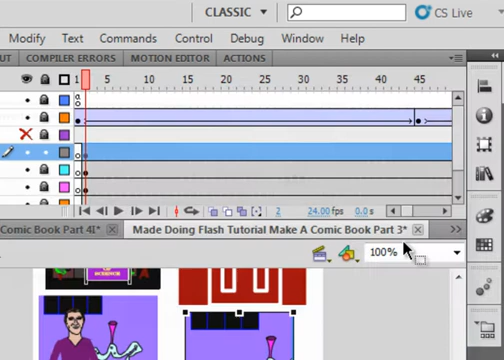 CLASSIC
CS Live
Modify Text Commands Control Debug Window Help
UT COMPILER ERRORS MOTION EDITOR ACTIONS
1 5 10 15 20 25 30 35 40 45
2 24.00 fps 0.0 s
Comic Book Part 4I* Made Doing Flash Tutorial Make A Comic Book Part 3*
100%